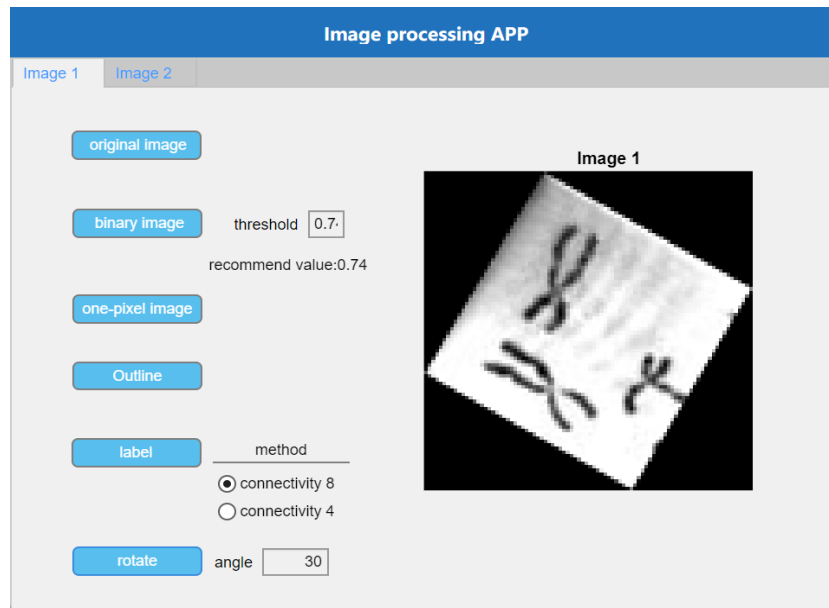 Image processing APP
Image 1 Image 2
original image
Image 1
binary image threshold 0.74
recommend value:0.74
one-pixel image
Outline
label method
connectivity 8
connectivity 4
rotate angle 30